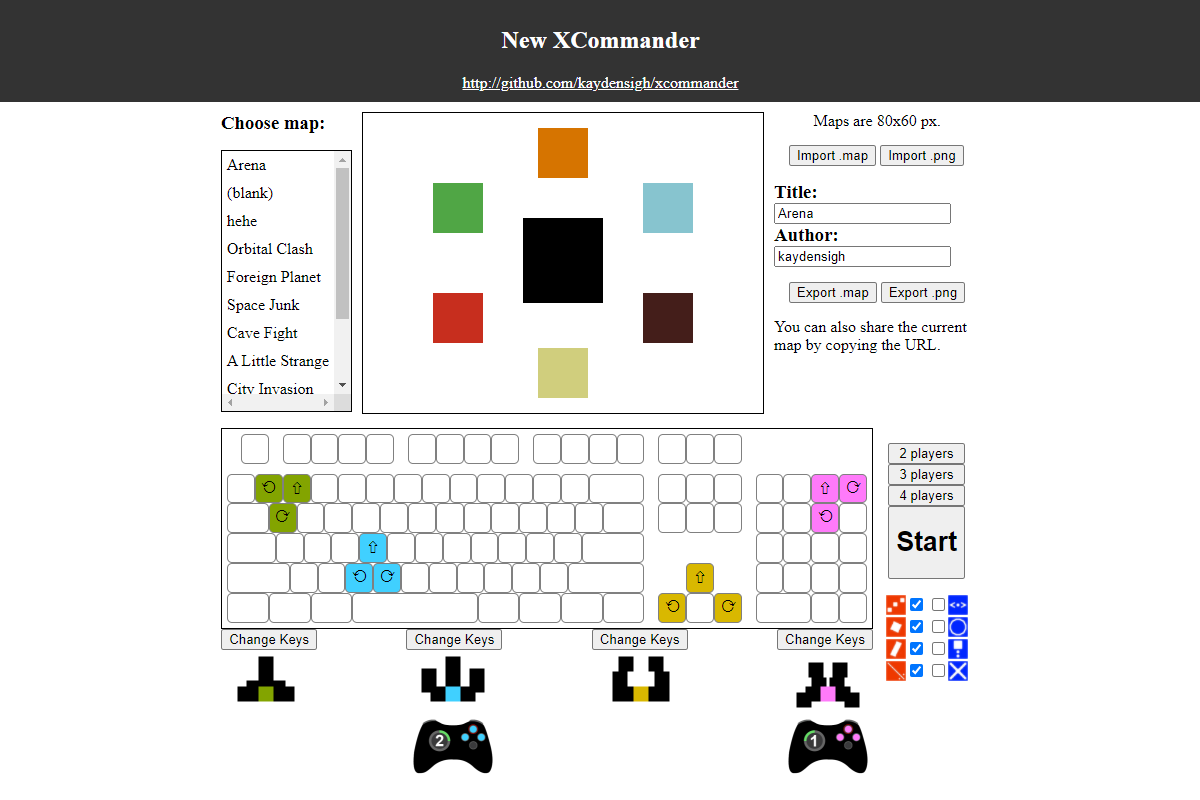 New XCommander
http://github.com/kaydensigh/xcommander
Choose map:
Arena
(blank)
hehe
Orbital Clash
Foreign Planet
Space Junk
Cave Fight
A Little Strange
City Invasion
Maps are 80x60 px.
Import .map Import .png
Title:
Arena
Author:
kaydensigh
Export .map Export .png
You can also share the current
map by copying the URL.
2 players
3 players
4 players
Start
Change Keys Change Keys Change Keys Change Keys
2 1